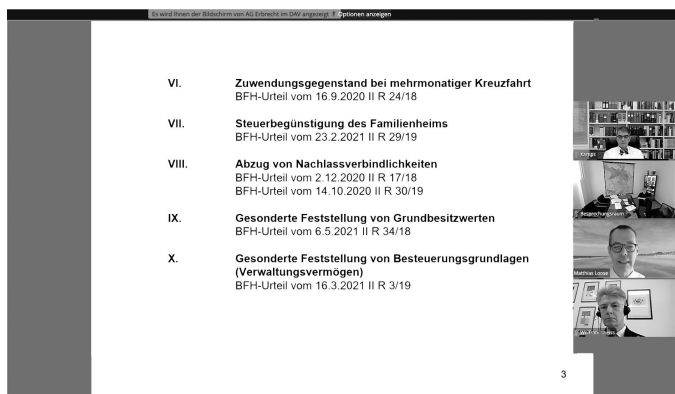 Es wird Ihnen der Bildschirm von AG Erbrecht im DAV angezeigt
Optionen anzeigen
VI. Zuwendungsgegenstand bei mehrmonatiger Kreuzfahrt
BFH-Urteil vom 16.9.2020 II R 24/18
VII. Steuerbegünstigung des Familienheims
BFH-Urteil vom 23.2.2021 II R 29/19
VIII. Abzug von Nachlassverbindlichkeiten
BFH-Urteil vom 2.12.2020 II R 17/18
BFH-Urteil vom 14.10.2020 II R 30/19
IX. Gesonderte Feststellung von Grundbesitzwerten
BFH-Urteil vom 6.5.2021 II R 34/18
X. Gesonderte Feststellung von Besteuerungsgrundlagen
(Verwaltungsvermögen)
BFH-Urteil vom 16.3.2021 II R 3/19
3
Kamps
Besprechungsraum
Matthias Loose